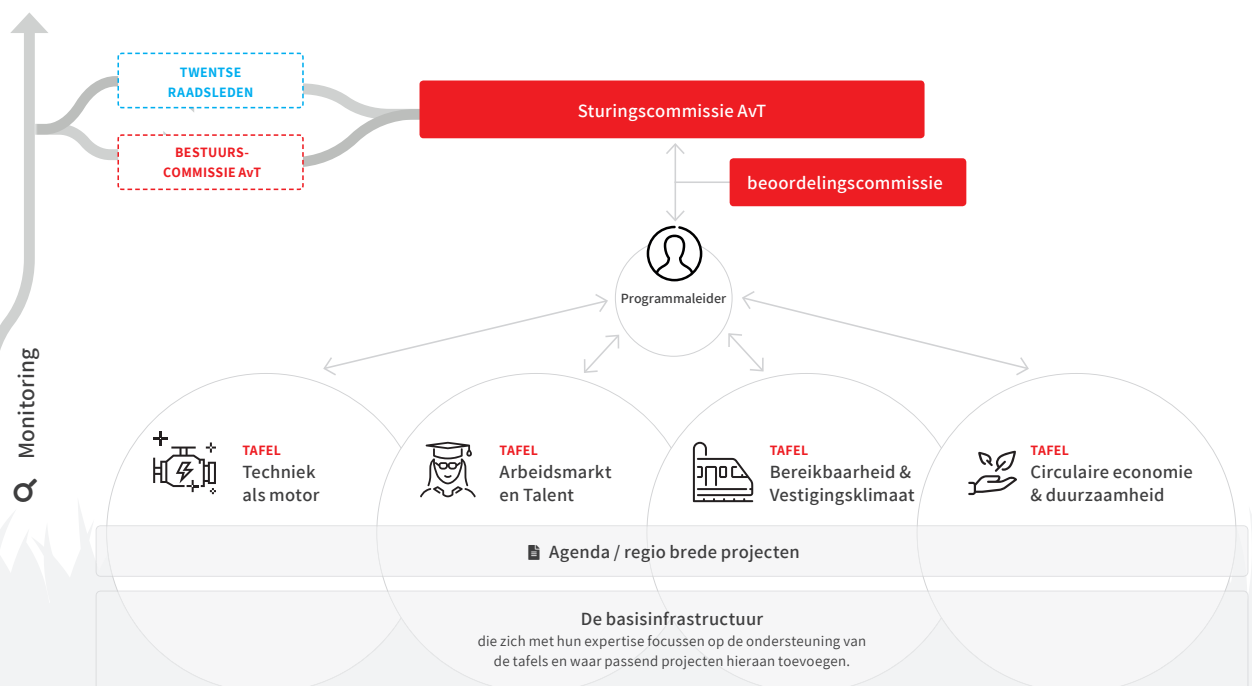 TWENTSE
RAADSLEDEN
BESTUURS-
COMMISSIE AvT
Sturingscommissie AvT
beoordelingscommissie
Programmaleider
Monitoring
TAFEL
Techniek
als motor
TAFEL
Arbeidsmarkt
en Talent
TAFEL
Bereikbaarheid &
Vestigingsklimaat
TAFEL
Circulaire economie
& duurzaamheid
Agenda / regio brede projecten
De basisinfrastructuur
die zich met hun expertise focussen op de ondersteuning van
de tafels en waar passend projecten hieraan toevoegen.